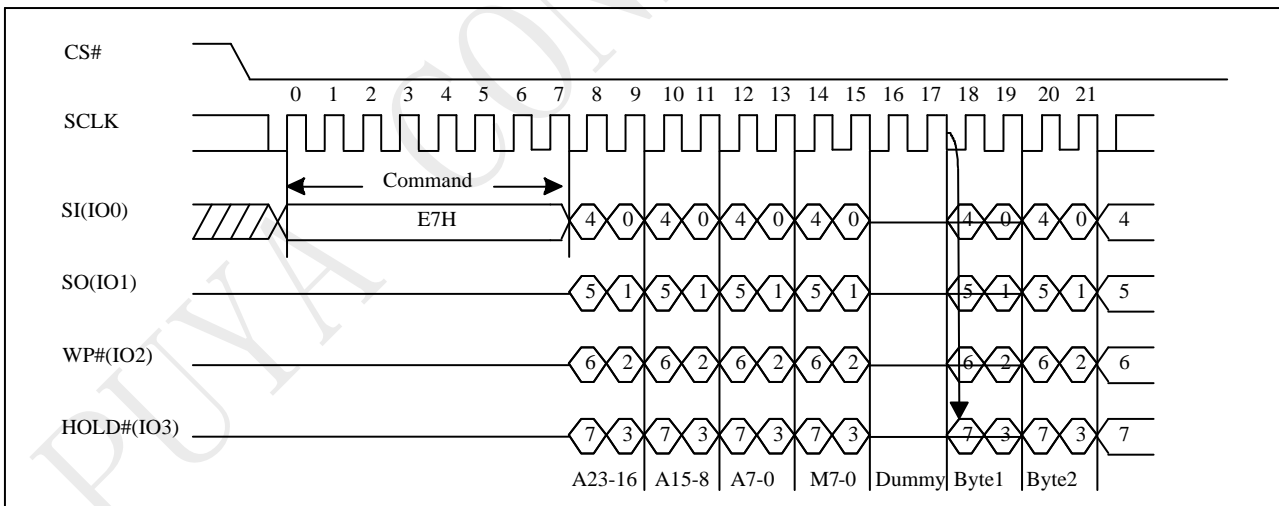 CS#
0 1 2 3 4 5 6 7 8 9 10 11 12 13 14 15 16 17 18 19 20 21
SCLK
Command
SI(IO0)
E7H
4 0 4 0 4 0 4 0 4 0 4 0 4
SO(IO1)
5 1 5 1 5 1 5 1 5 1 5 1 5
WP#(IO2)
6 2 6 2 6 2 6 2 6 2 6 2 6
HOLD#(IO3)
7 3 7 3 7 3 7 3 7 3 7 3 7
A23-16 A15-8 A7-0 M7-0 Dummy Byte1 Byte2
PUYA CON